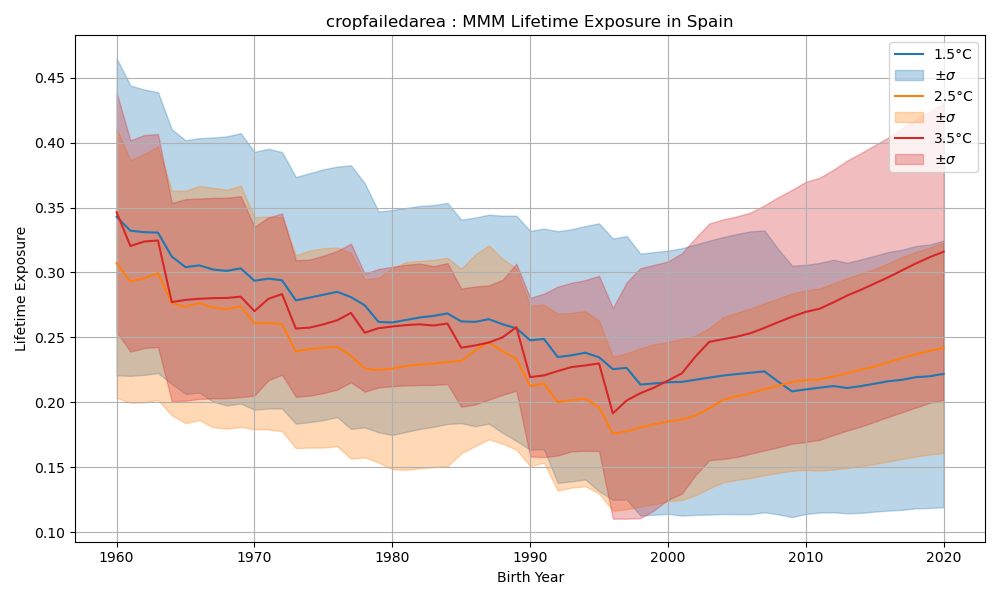 cropfailedarea : MMM Lifetime Exposure in Spain
1.5°C
±σ
2.5°C
±σ
3.5°C
±σ
Lifetime Exposure
0.45
0.40
0.35
0.30
0.25
0.20
0.15
0.10
1960 1970 1980 1990 2000 2010 2020
Birth Year